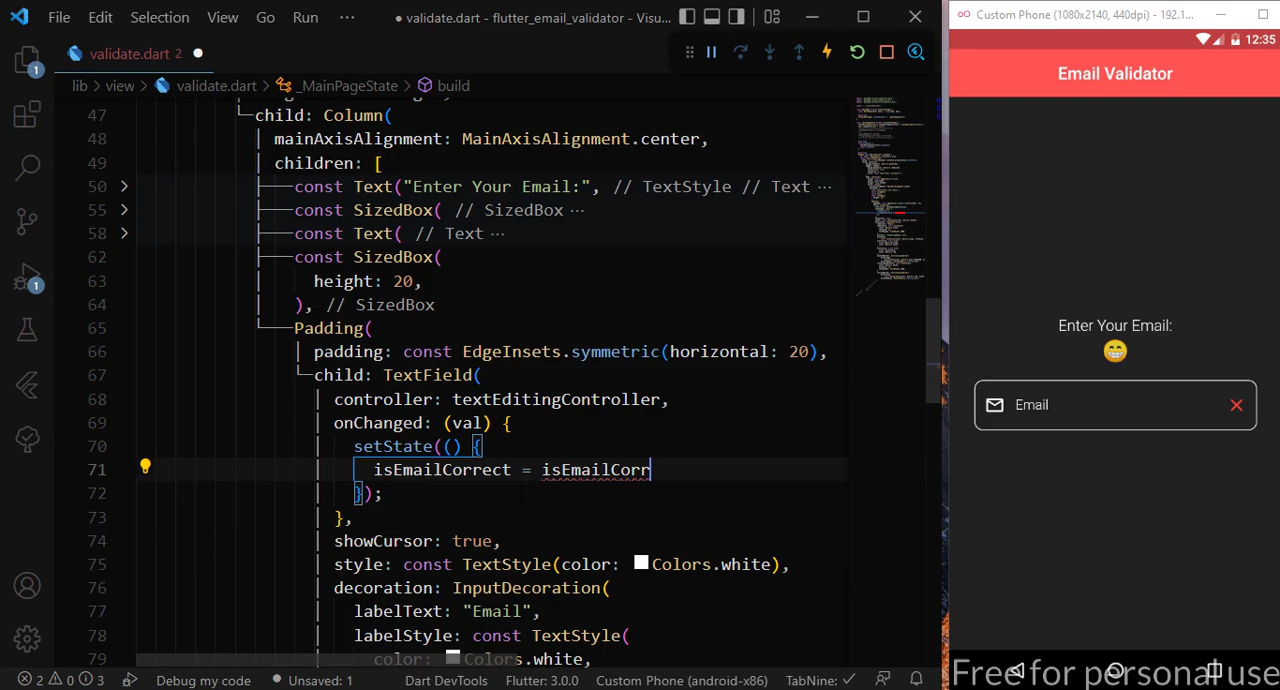 File Edit Selection View Go Run ··· ● validate.dart - flutter_email_validator - Visu...
validate.dart 2 ●
lib > view > validate.dart > _MainPageState > build
47 child: Column(
48 mainAxisAlignment: MainAxisAlignment.center,
49 children: [
50 const Text("Enter Your Email:", // TextStyle // Text ···
55 const SizedBox( // SizedBox ···
58 const Text( // Text ···
62 const SizedBox(
63 height: 20,
64 ), // SizedBox
65 Padding(
66 padding: const EdgeInsets.symmetric(horizontal: 20),
67 child: TextField(
68 controller: textEditingController,
69 onChanged: (val) {
70 setState(() {
71 isEmailCorrect = isEmailCorr
72 });
73 },
74 showCursor: true,
75 style: const TextStyle(color: Colors.white),
76 decoration: InputDecoration(
77 labelText: "Email",
78 labelStyle: const TextStyle(
79 color: Colors.white,
1
1
2 0 3 Debug my code Unsaved: 1 Dart DevTools Flutter: 3.0.0 Custom Phone (android-x86) TabNine: ✓
Custom Phone (1080x2140, 440dpi) - 192.1...
12:35
Email Validator
Enter Your Email:
Email
Free for personal use